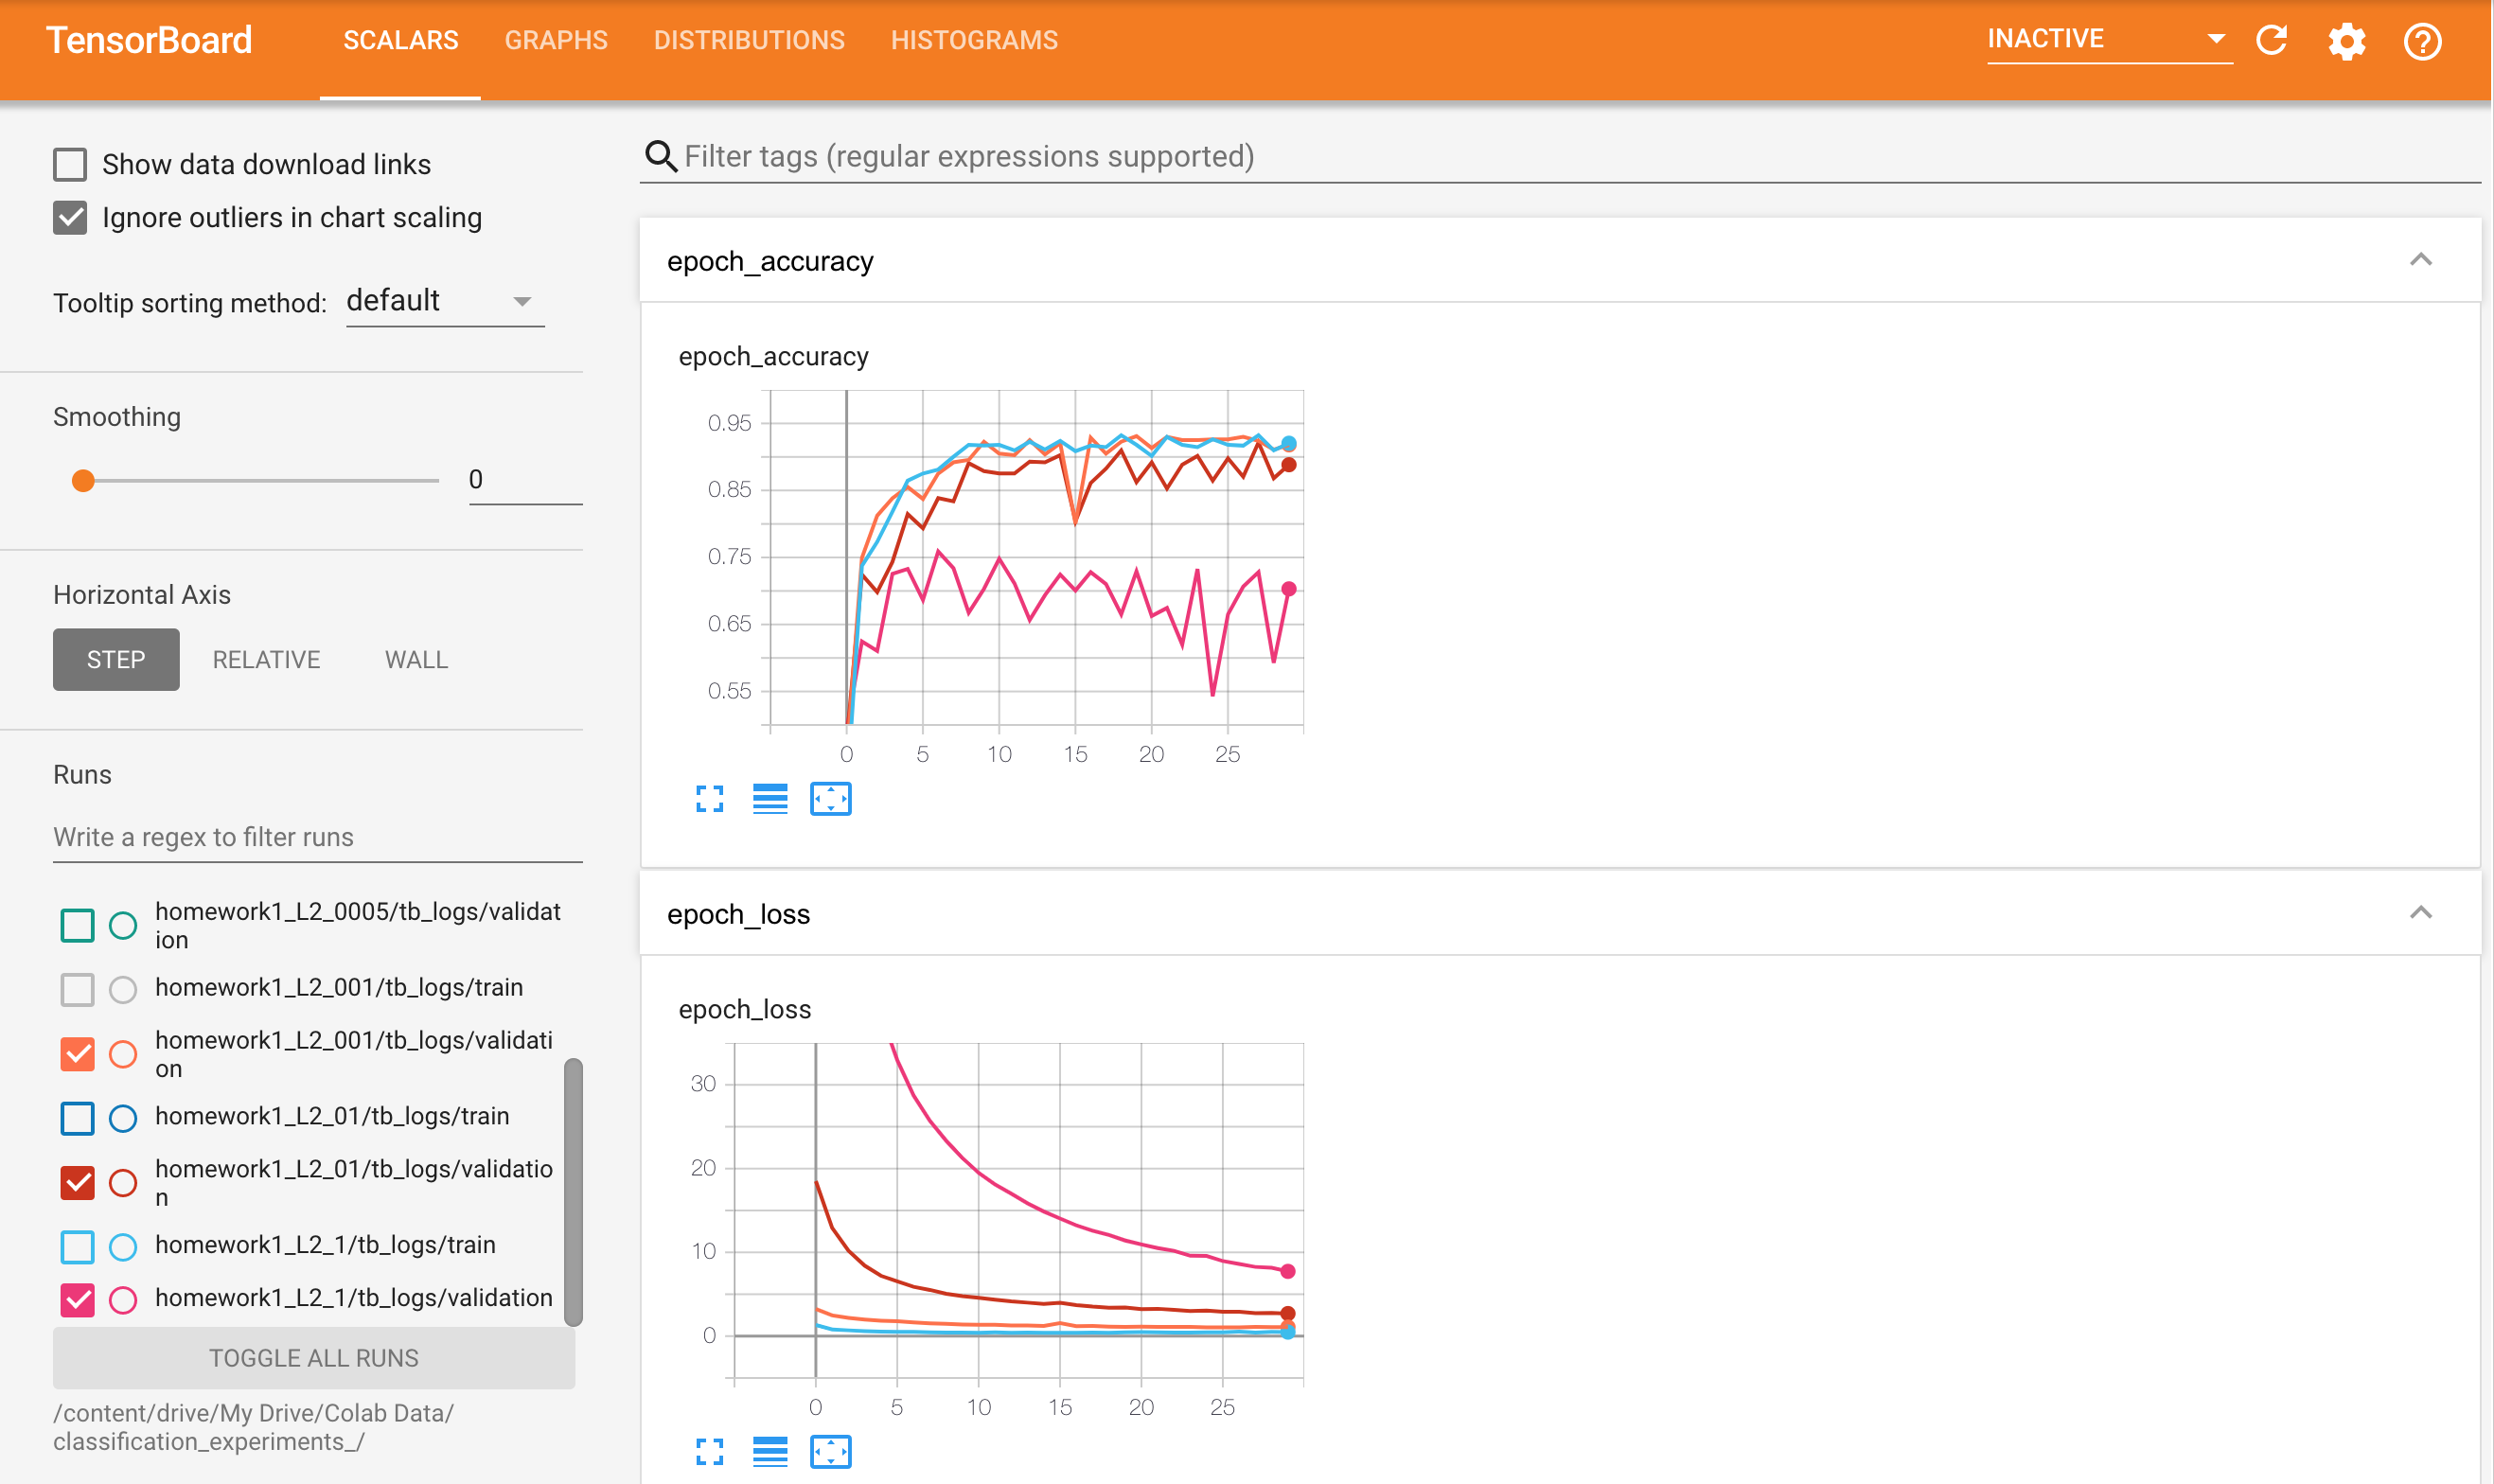 TensorBoard
SCALARS
GRAPHS
DISTRIBUTIONS
HISTOGRAMS
INACTIVE
Show data download links
Ignore outliers in chart scaling
Tooltip sorting method: default
Smoothing
0
Horizontal Axis
STEP
RELATIVE
WALL
Runs
Write a regex to filter runs
homework1_L2_0005/tb_logs/validat
ion
homework1_L2_001/tb_logs/train
homework1_L2_001/tb_logs/validati
on
homework1_L2_01/tb_logs/train
homework1_L2_01/tb_logs/validatio
n
homework1_L2_1/tb_logs/train
homework1_L2_1/tb_logs/validation
TOGGLE ALL RUNS
/content/drive/My Drive/Colab Data/
classification_experiments_/
Filter tags (regular expressions supported)
epoch_accuracy
epoch_accuracy
0.95
0.85
0.75
0.65
0.55
0 5 10 15 20 25
epoch_loss
epoch_loss
30
20
10
0
0 5 10 15 20 25